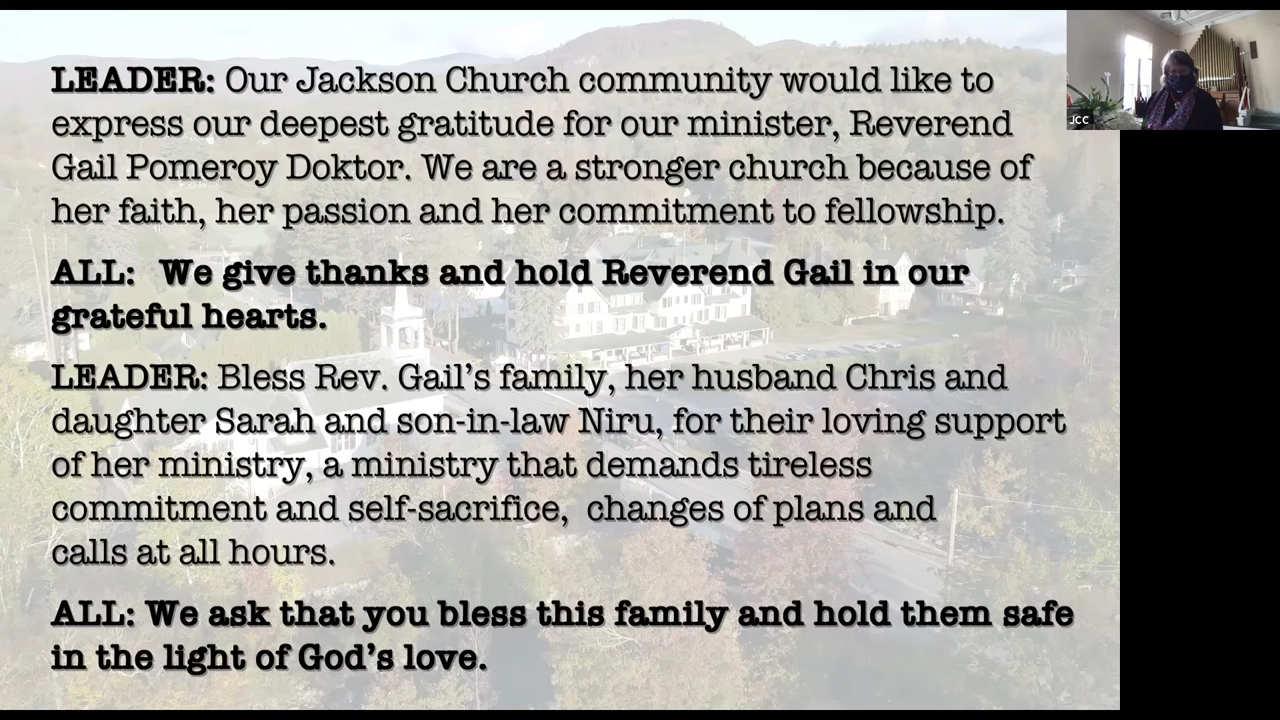 LEADER: Our Jackson Church community would like to
express our deepest gratitude for our minister, Reverend
Gail Pomeroy Doktor. We are a stronger church because of
her faith, her passion and her commitment to fellowship.
ALL:  We give thanks and hold Reverend Gail in our
grateful hearts.
LEADER: Bless Rev. Gail's family, her husband Chris and
daughter Sarah and son-in-law Niru, for their loving support
of her ministry, a ministry that demands tireless
commitment and self-sacrifice,  changes of plans and
calls at all hours.
ALL: We ask that you bless this family and hold them safe
in the light of God's love.
JCC